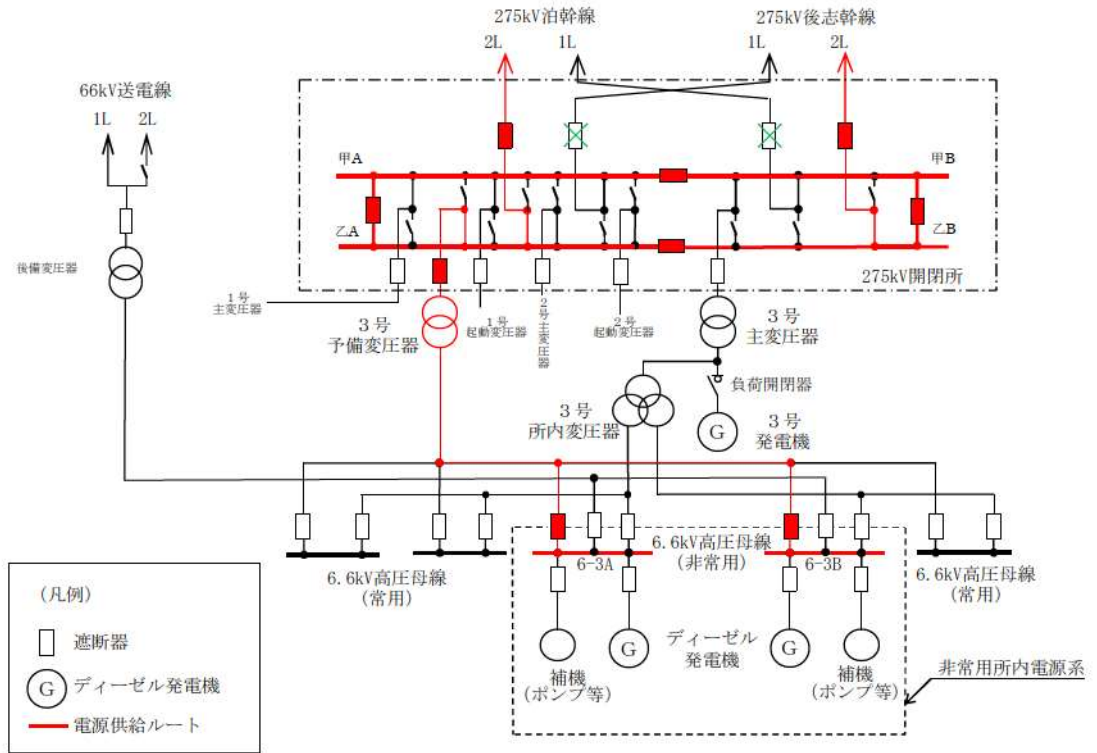 275kV泊幹線
275kV後志幹線
2L
1L
1L
2L
66kV送電線
1L
2L
甲A
甲B
乙A
乙B
275kV開閉所
後備変圧器
1号
主変圧器
3号
予備変圧器
1号
起動変圧器
2号主変圧器
2号
起動変圧器
3号
主変圧器
負荷開閉器
3号
所内変圧器
G
3号
発電機
6.6kV高圧母線
(常用)
6-3A
6.6kV高圧母線
(非常用)
6-3B
6.6kV高圧母線
(常用)
G
ディーゼル
発電機
G
補機
(ポンプ等)
補機
(ポンプ等)
非常用所内電源系
(凡例)
遮断器
G
ディーゼル発電機
電源供給ルート